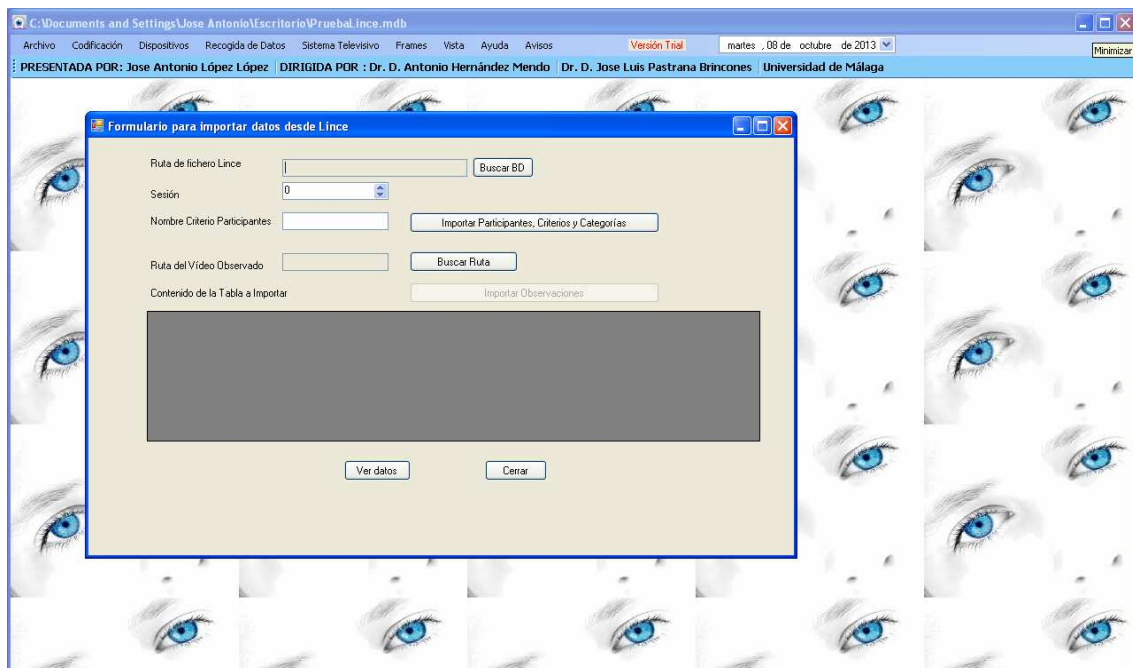 C:\Documents and Settings\Jose Antonio\Escritorio\PruebaLince.mdb
Archivo Codificación Dispositivos Recogida de Datos Sistema Televisivo Frames Vista Ayuda Avisos Versión Trial martes , 08 de octubre de 2013
Minimizar
PRESENTADA POR: Jose Antonio López López DIRIGIDA POR : Dr. D. Antonio Hernández Mendo Dr. D. Jose Luis Pastrana Brincones Universidad de Málaga
Formulario para importar datos desde Lince
Ruta de fichero Lince Buscar BD
Sesión 0
Nombre Criterio Participantes Importar Participantes, Criterios y Categorías
Ruta del Vídeo Observado Buscar Ruta
Contenido de la Tabla a Importar Importar Observaciones
Ver datos Cerrar